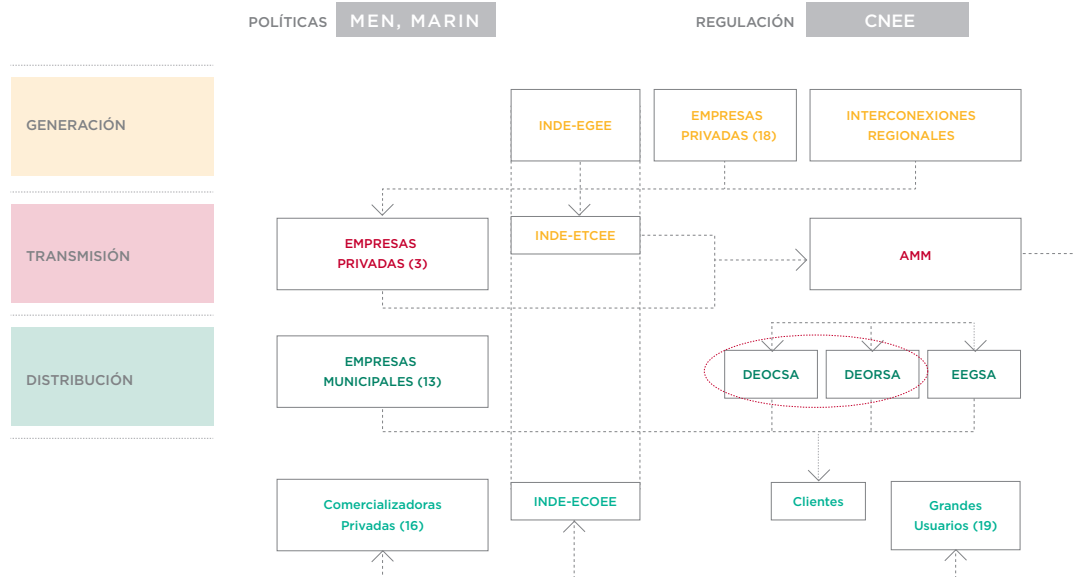 POLÍTICAS MEN, MARIN REGULACIÓN CNEE
GENERACIÓN
INDE-EGEE
EMPRESAS
PRIVADAS (18)
INTERCONEXIONES
REGIONALES
TRANSMISIÓN
EMPRESAS
PRIVADAS (3)
INDE-ETCEE
AMM
DISTRIBUCIÓN
EMPRESAS
MUNICIPALES (13)
DEOCSA
DEORSA
EEGSA
Comercializadoras
Privadas (16)
INDE-ECOEE
Clientes
Grandes
Usuarios (19)